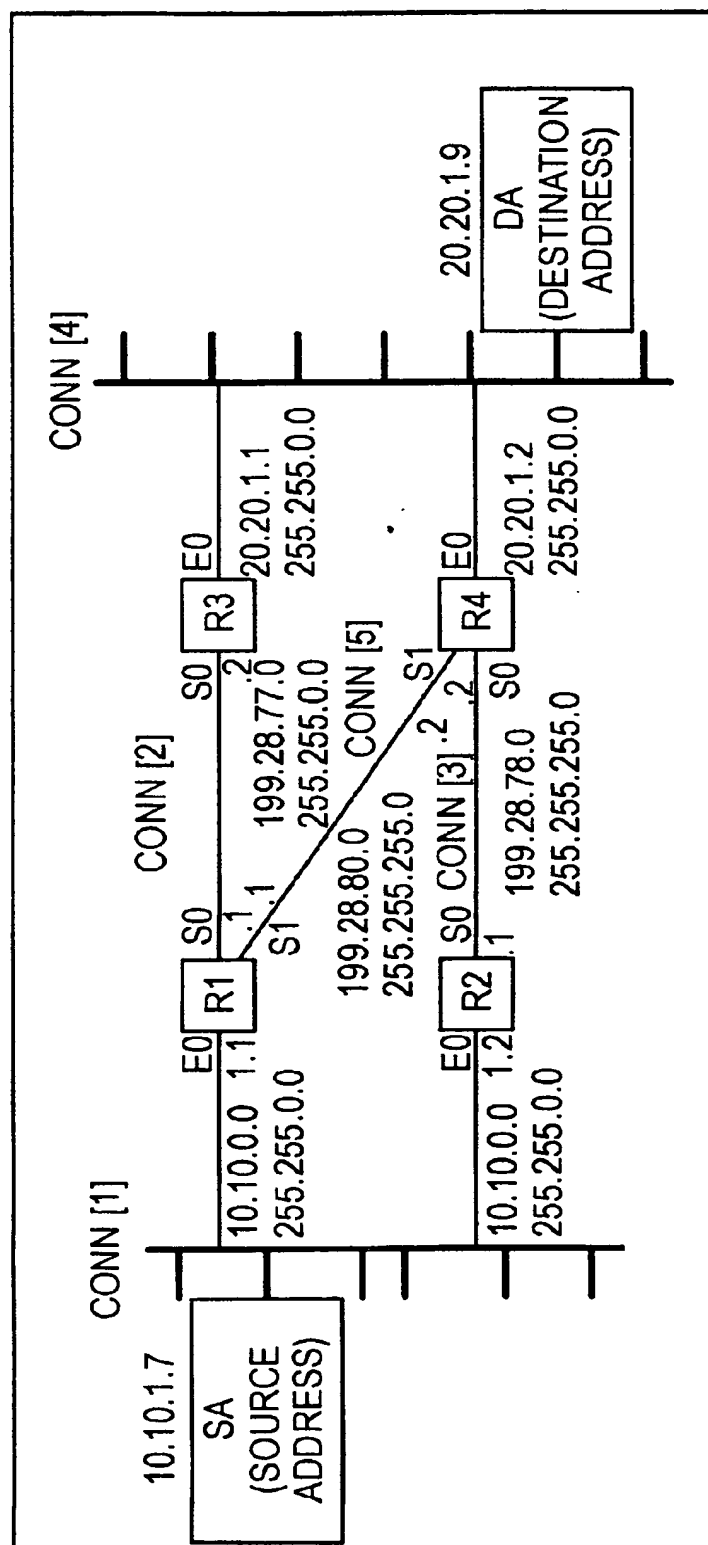 CONN [1]
10.10.1.7
SA
(SOURCE
ADDRESS)
E0
1.1
10.10.0.0
255.255.0.0
R1
S0
.1
.1
S1
CONN [2]
S0
R3
.2
199.28.77.0
255.255.0.0
E0
20.20.1.1
255.255.0.0
CONN [4]
CONN [5]
199.28.80.0
255.255.255.0
E0
1.2
10.10.0.0
255.255.0.0
R2
S0
.1
CONN [3]
199.28.78.0
255.255.255.0
S1
.2
.2
S0
R4
E0
20.20.1.2
255.255.0.0
20.20.1.9
DA
(DESTINATION
ADDRESS)